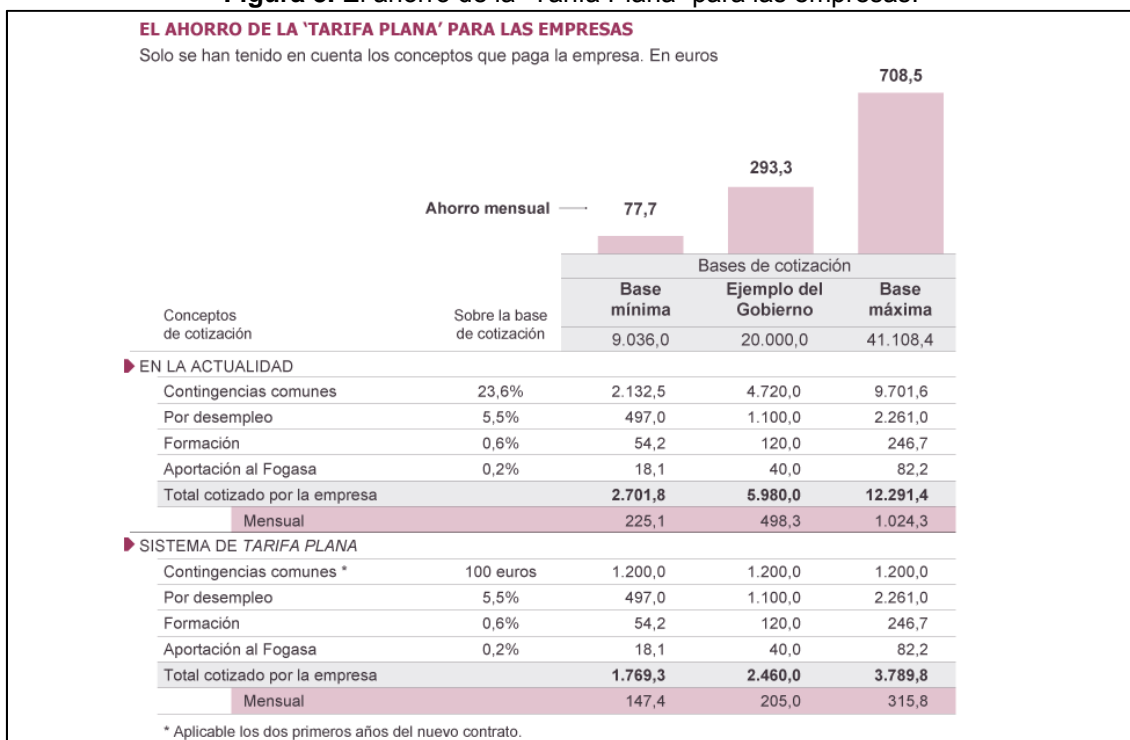 Figura 3. El ahorro de la "Tarifa Plana" para las empresas.
EL AHORRO DE LA ‘TARIFA PLANA’ PARA LAS EMPRESAS
Solo se han tenido en cuenta los conceptos que paga la empresa. En euros
708,5
293,3
Ahorro mensual 77,7
Bases de cotización
Conceptos de cotización Sobre la base de cotización Base mínima Ejemplo del Gobierno Base máxima
9.036,0 20.000,0 41.108,4
EN LA ACTUALIDAD
Contingencias comunes 23,6% 2.132,5 4.720,0 9.701,6
Por desempleo 5,5% 497,0 1.100,0 2.261,0
Formación 0,6% 54,2 120,0 246,7
Aportación al Fogasa 0,2% 18,1 40,0 82,2
Total cotizado por la empresa 2.701,8 5.980,0 12.291,4
Mensual 225,1 498,3 1.024,3
SISTEMA DE TARIFA PLANA
Contingencias comunes * 100 euros 1.200,0 1.200,0 1.200,0
Por desempleo 5,5% 497,0 1.100,0 2.261,0
Formación 0,6% 54,2 120,0 246,7
Aportación al Fogasa 0,2% 18,1 40,0 82,2
Total cotizado por la empresa 1.769,3 2.460,0 3.789,8
Mensual 147,4 205,0 315,8
* Aplicable los dos primeros años del nuevo contrato.